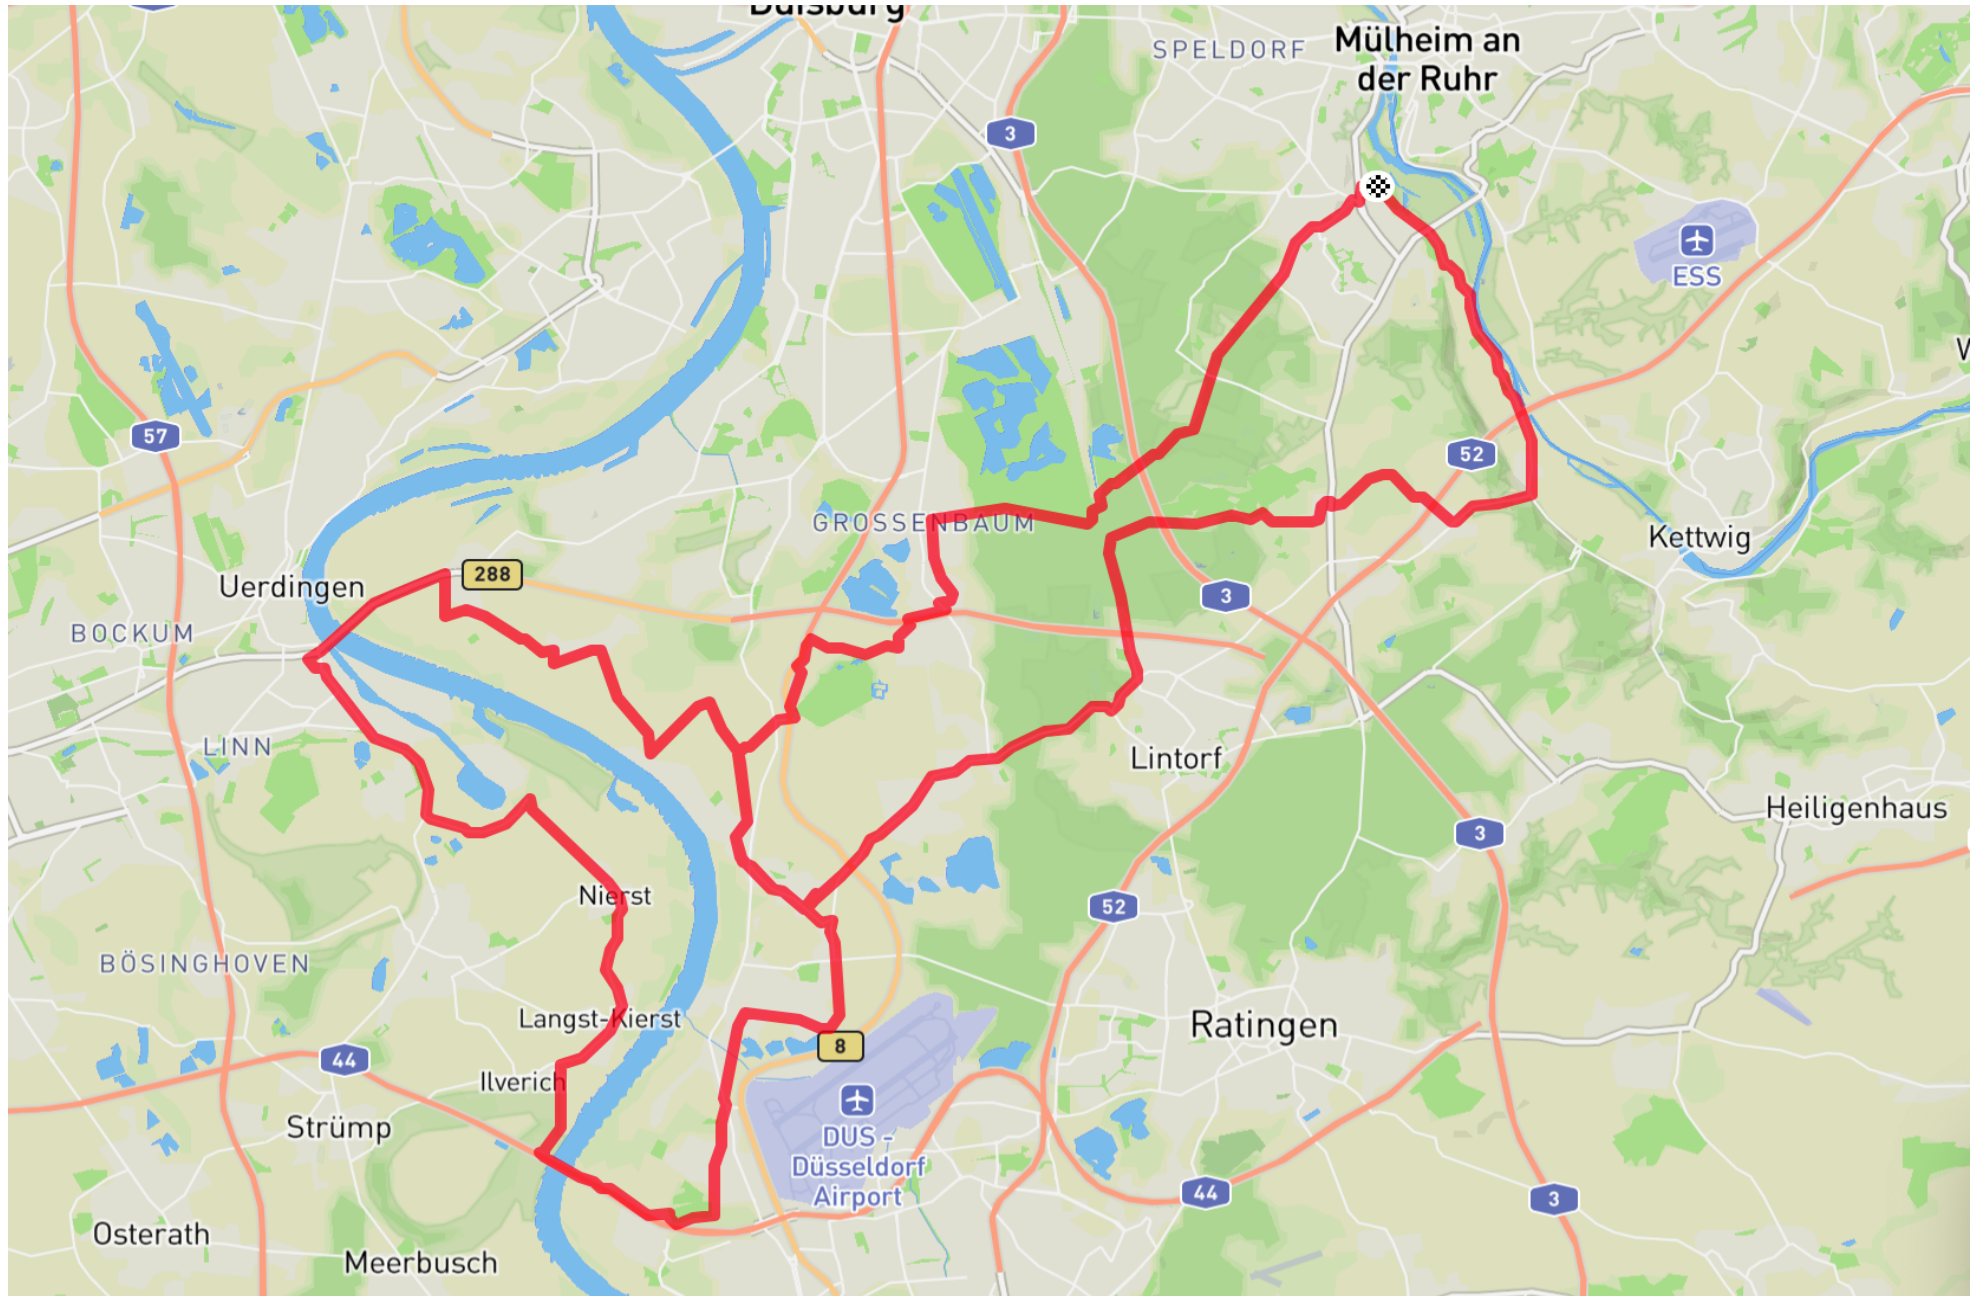 Duisburg
SPELDORF
Mülheim an
der Ruhr
3
ESS
57
52
GROSSENBAUM
Kettwig
288
Uerdingen
3
BOCKUM
LINN
Lintorf
Heiligenhaus
3
Nierst
52
BÖSINGHOVEN
Langst-Kierst
Ratingen
8
44
Ilverich
Strümp
DUS -
Düsseldorf
Airport
44
3
Osterath
Meerbusch